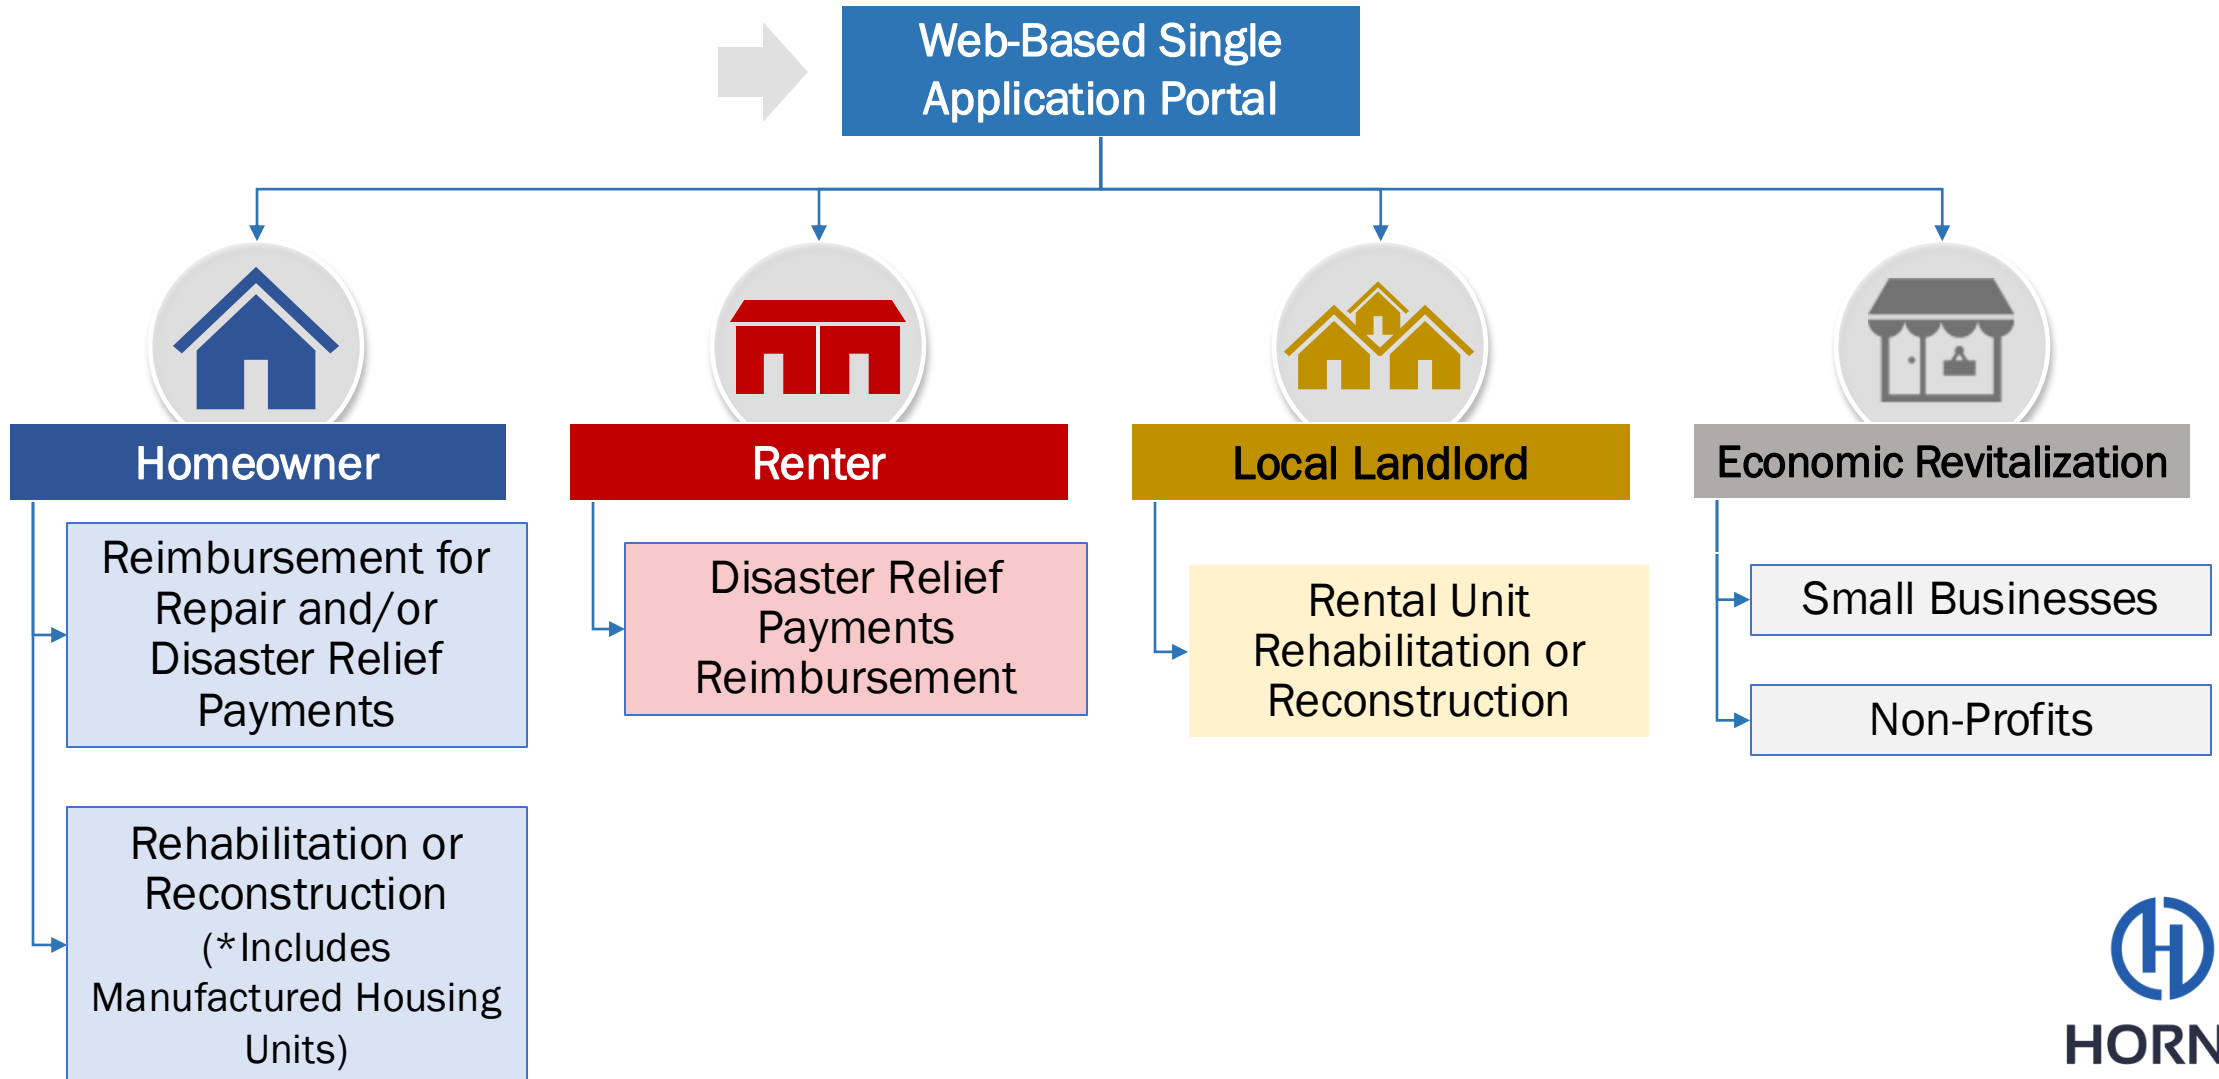 Web-Based Single
Application Portal
Homeowner
Reimbursement for
Repair and/or
Disaster Relief
Payments
Rehabilitation or
Reconstruction
(*Includes
Manufactured Housing
Units)
Renter
Disaster Relief
Payments
Reimbursement
Local Landlord
Rental Unit
Rehabilitation or
Reconstruction
Economic Revitalization
Small Businesses
Non-Profits
HORN